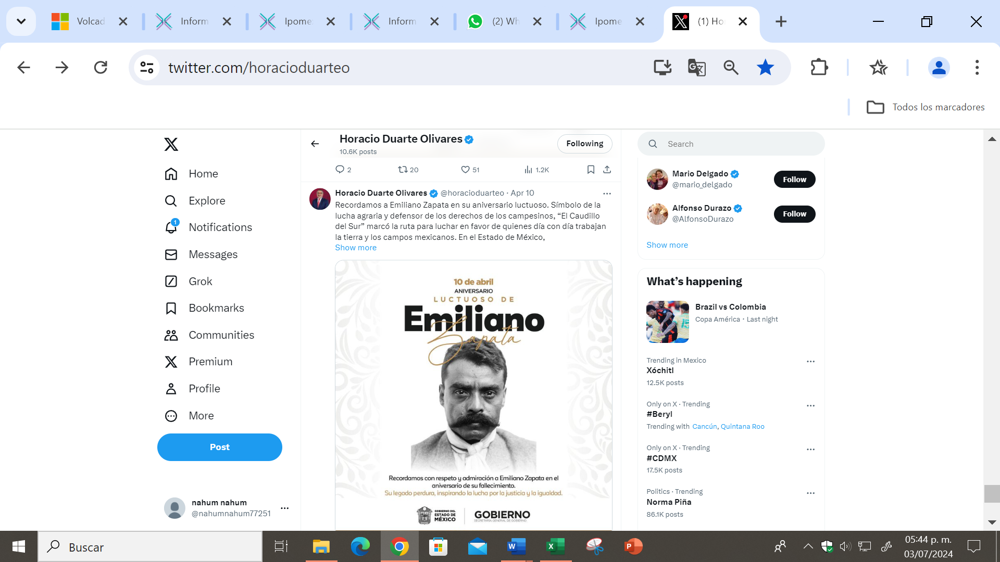 Volcad
Inform
Ipome
Inform
(2) Wh
Ipome
(1) Ho
twitter.com/horacioduarteo
Todos los marcadores
Home
Explore
1
Notifications
Messages
Grok
Bookmarks
Communities
Premium
Profile
More
Post
nahum nahum
@nahumnahum77251
Horacio Duarte Olivares
10.6K posts
Following
2 20 51 1.2K
Horacio Duarte Olivares @horacioduarteo · Apr 10
Recordamos a Emiliano Zapata en su aniversario luctuoso. Símbolo de la
lucha agraria y defensor de los derechos de los campesinos, “El Caudillo
del Sur” marcó la ruta para luchar en favor de quienes día con día trabajan
la tierra y los campos mexicanos. En el Estado de México,
Show more
10 de abril
ANIVERSARIO
LUCTUOSO DE
Emiliano
Zapata
Recordamos con respeto y admiración a Emiliano Zapata en el
aniversario de su fallecimiento.
Su legado perdura, inspirando la lucha por la justicia y la igualdad.
GOBIERNO DEL
ESTADO DE
MÉXICO
GOBIERNO
SECRETARÍA GENERAL DE GOBIERNO
Search
Mario Delgado
@mario_delgado
Follow
Alfonso Durazo
@AlfonsoDurazo
Follow
Show more
What’s happening
Brazil vs Colombia
Copa América · Last night
Trending in Mexico
Xóchitl
12.5K posts
Only on X · Trending
#Beryl
Trending with Cancún, Quintana Roo
Only on X · Trending
#CDMX
17.5K posts
Politics · Trending
Norma Piña
86.1K posts
Buscar
05:44 p. m.
03/07/2024